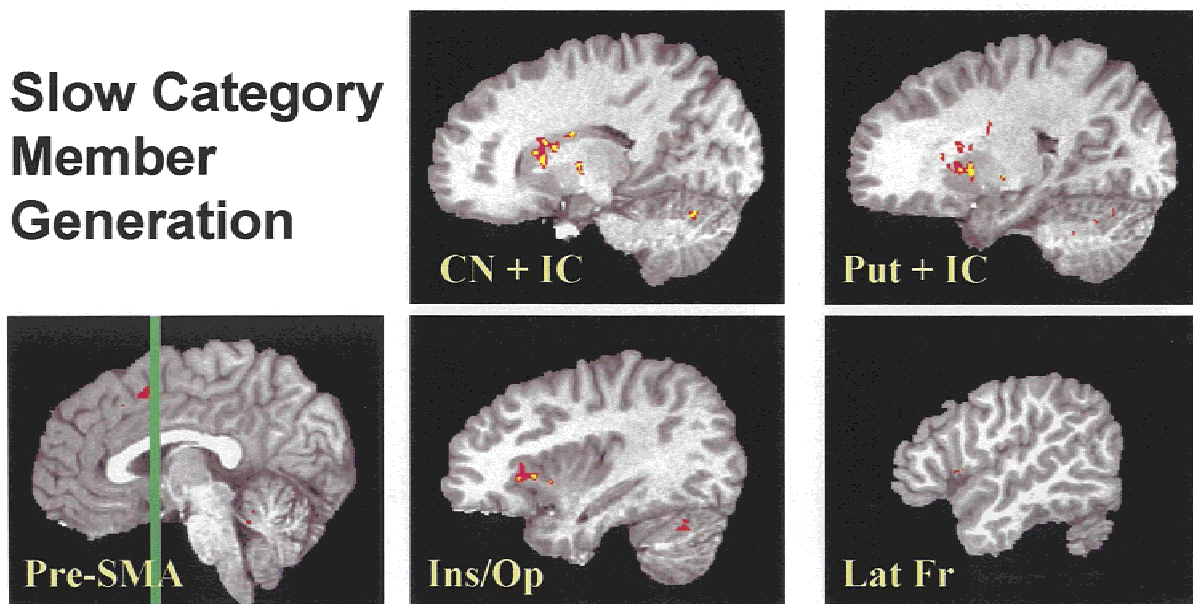 Slow Category
Member
Generation
CN + IC
Put + IC
Pre-SMA
Ins/Op
Lat Fr